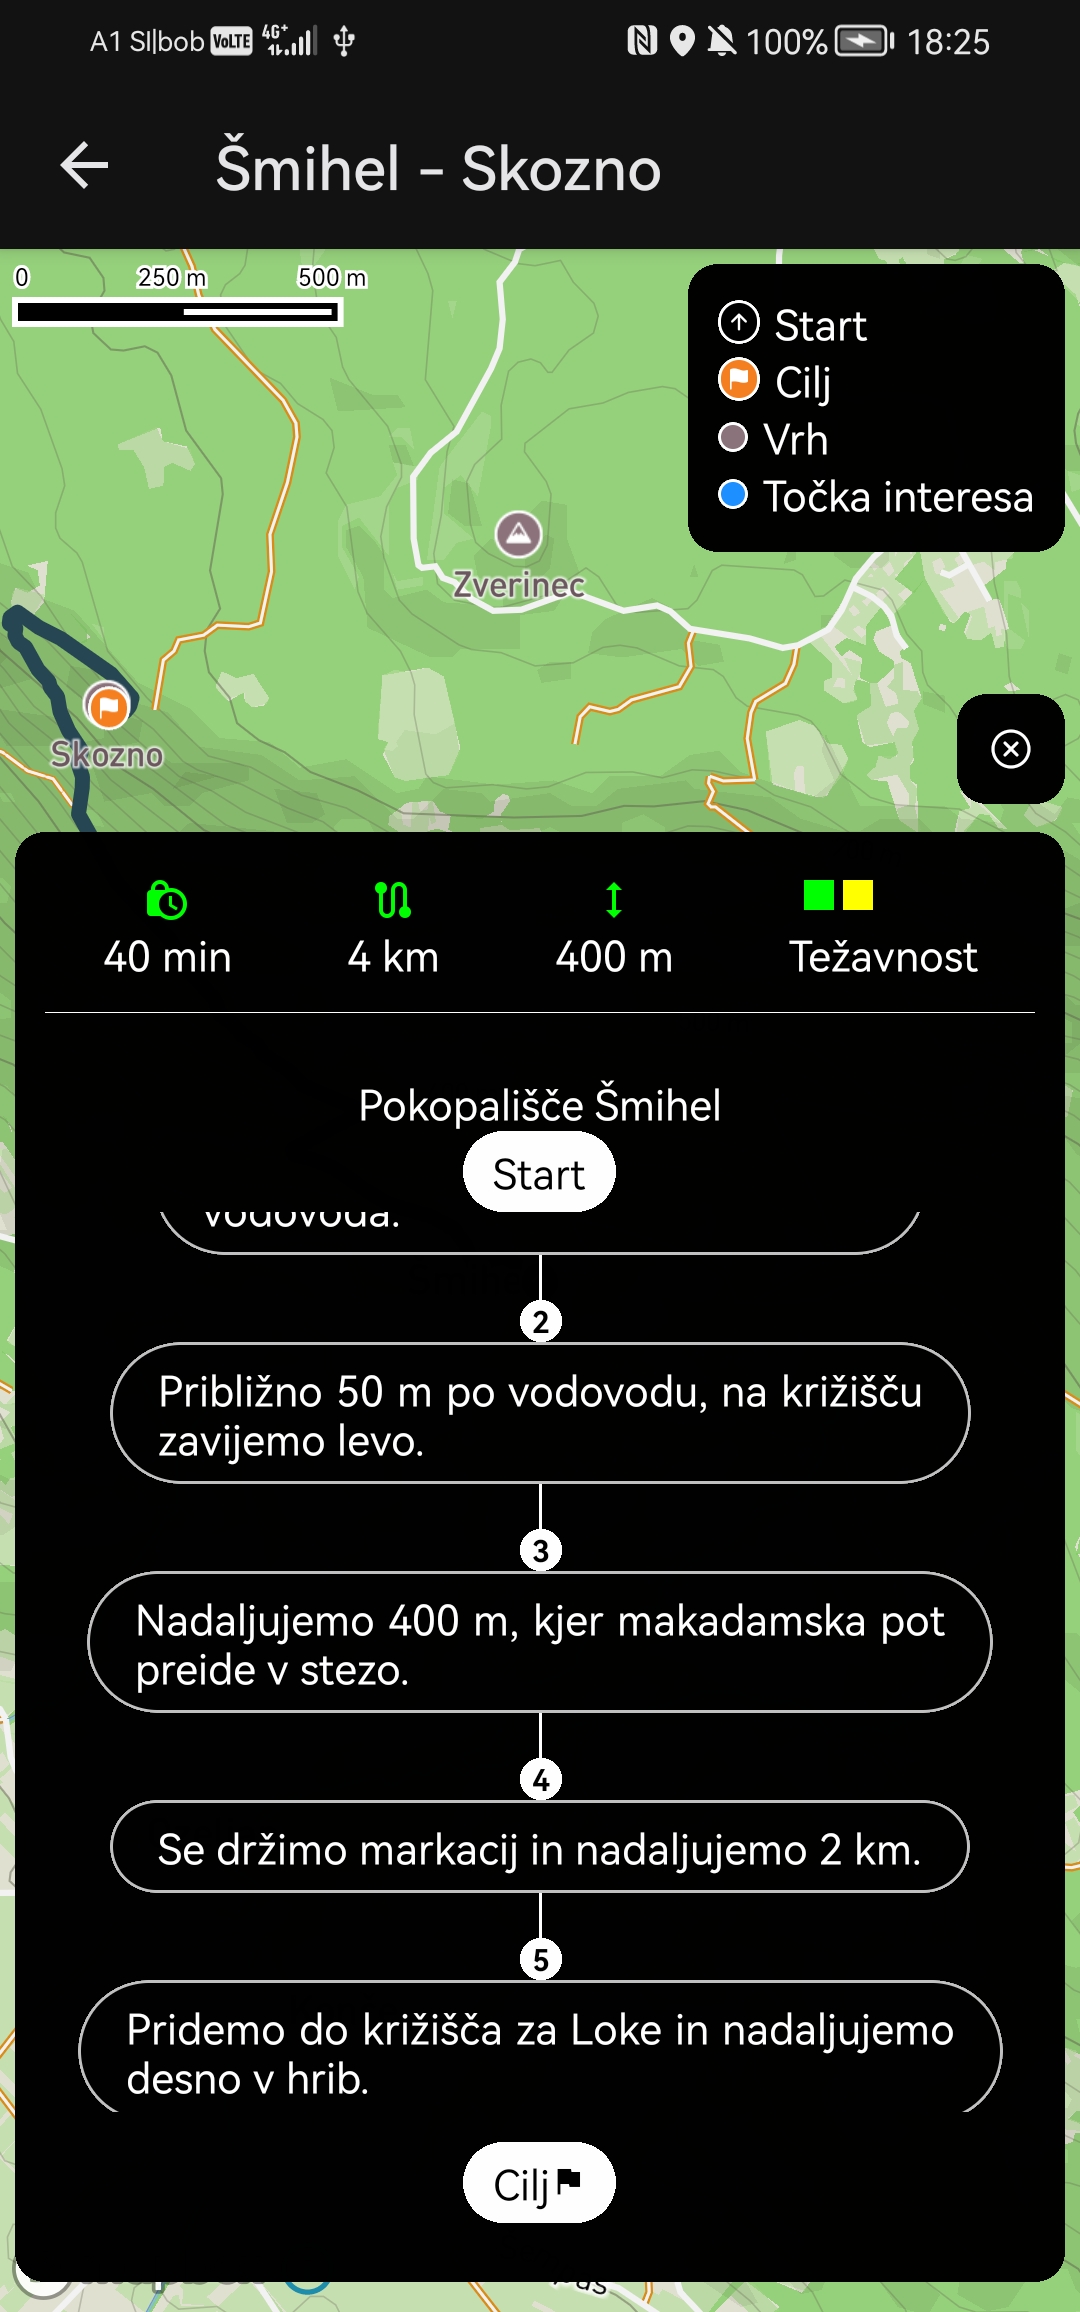 A1 SI|bob VoLTE 4G+ 100% 18:25
Šmihel - Skozno
0 250 m 500 m
Start
Cilj
Vrh
Točka interesa
Zverinec
Skozno
40 min 4 km 400 m Težavnost
Pokopališče Šmihel
Start
vodovoda.
2
Približno 50 m po vodovodu, na križišču
zavijemo levo.
3
Nadaljujemo 400 m, kjer makadamska pot
preide v stezo.
4
Se držimo markacij in nadaljujemo 2 km.
5
Pridemo do križišča za Loke in nadaljujemo
desno v hrib.
Cilj